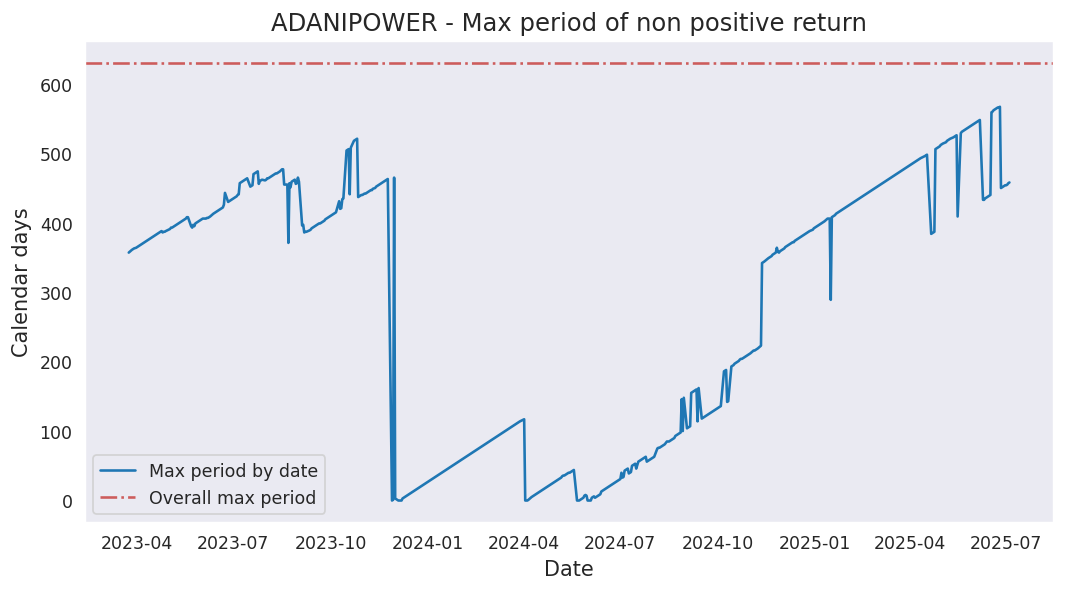 ADANIPOWER - Max period of non positive return
Calendar days
600
500
400
300
200
100
0
Max period by date
Overall max period
2023-04 2023-07 2023-10 2024-01 2024-04 2024-07 2024-10 2025-01 2025-04 2025-07
Date